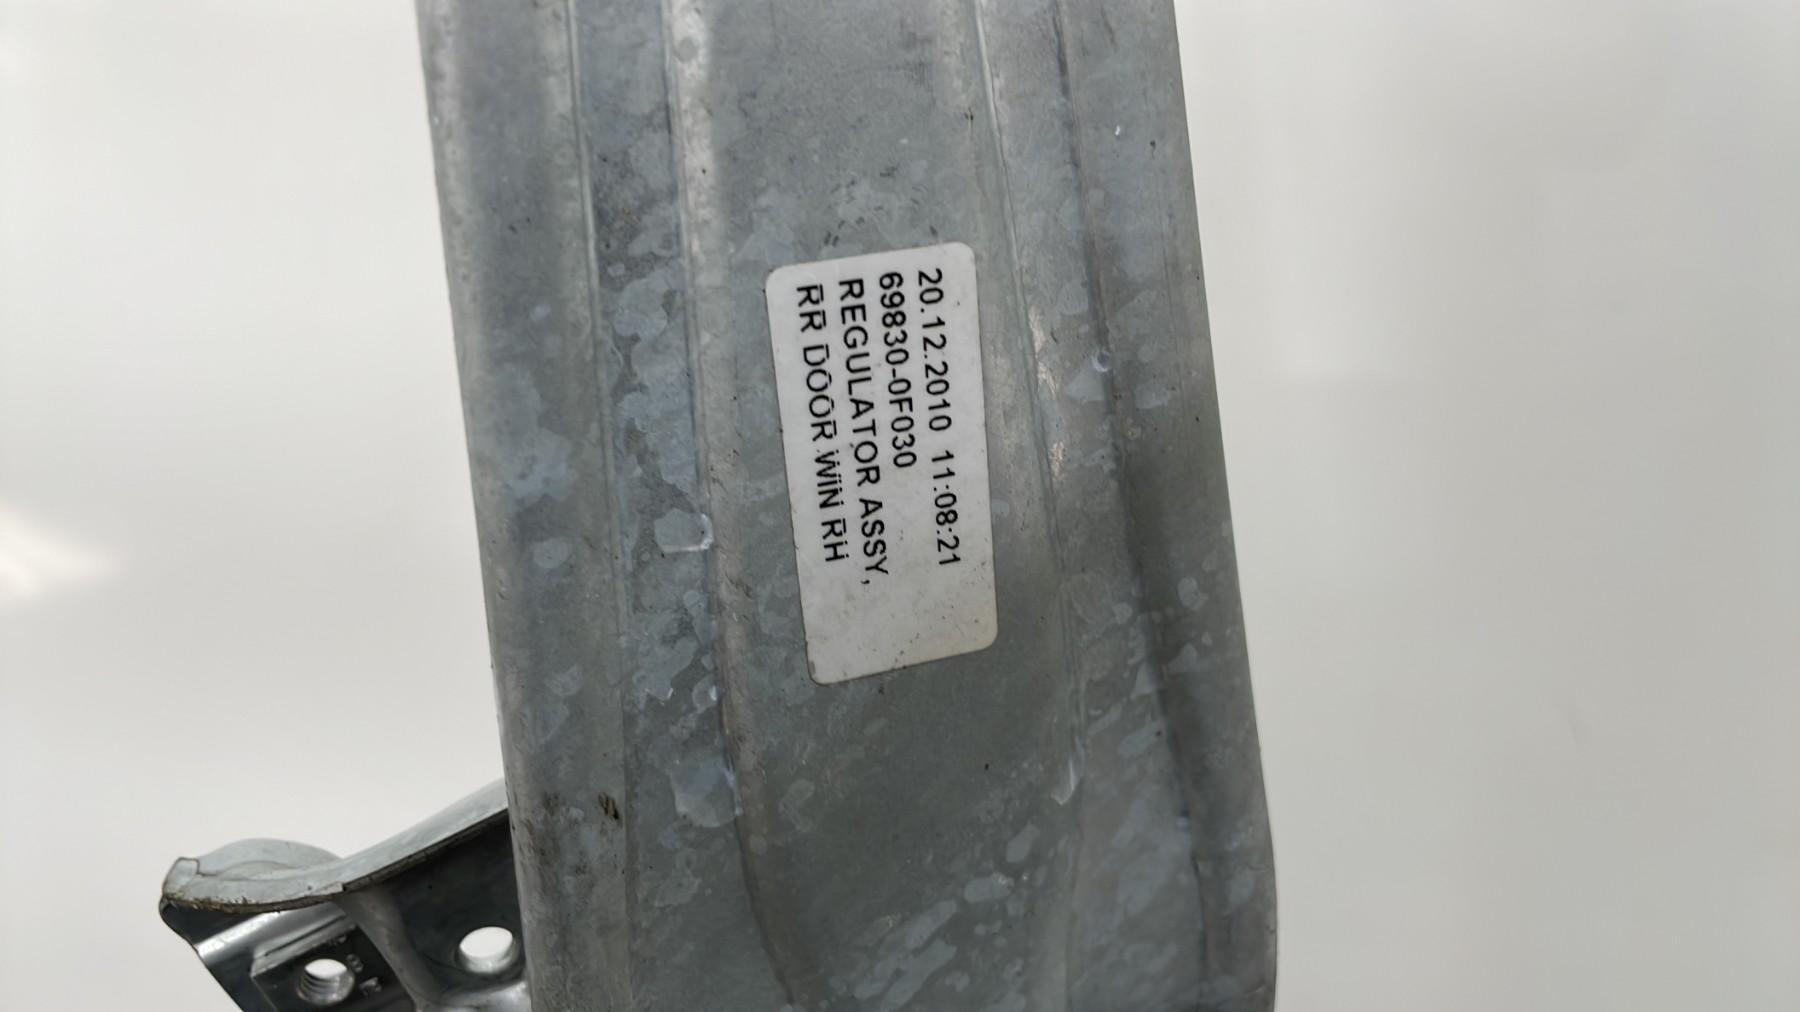 20.12.2010 11:08:21
69830-0F030
REGULATOR ASSY,
RR DOOR WIN RH